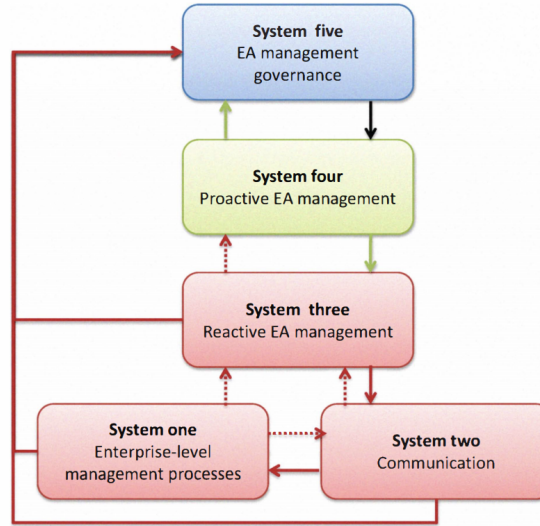 System five
EA management
governance
System four
Proactive EA management
System three
Reactive EA management
System one
Enterprise-level
management processes
System two
Communication